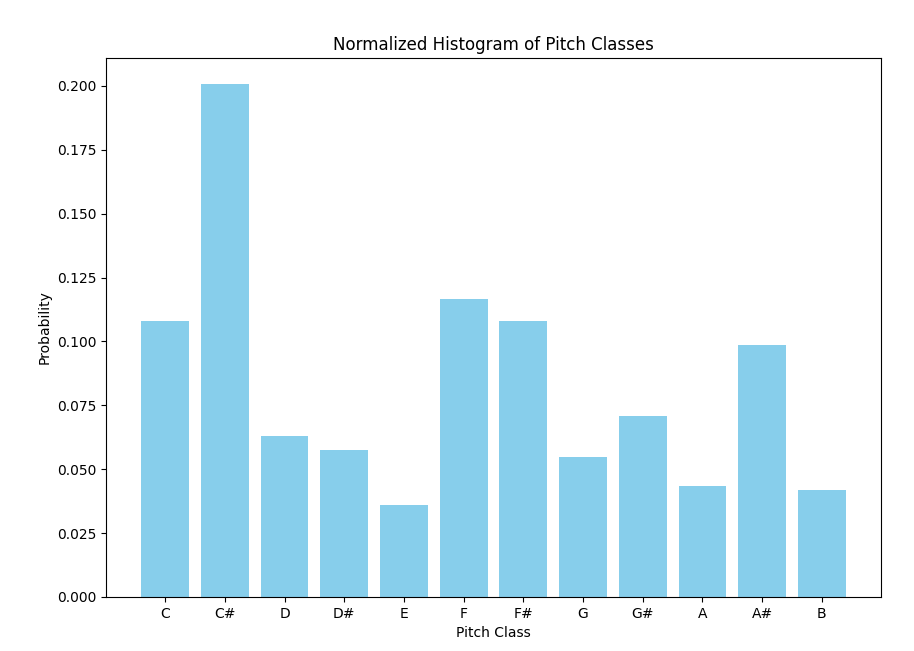 Normalized Histogram of Pitch Classes
0.200
0.175
0.150
0.125
0.100
0.075
0.050
0.025
0.000
Probability
C C# D D# E F F# G G# A A# B
Pitch Class